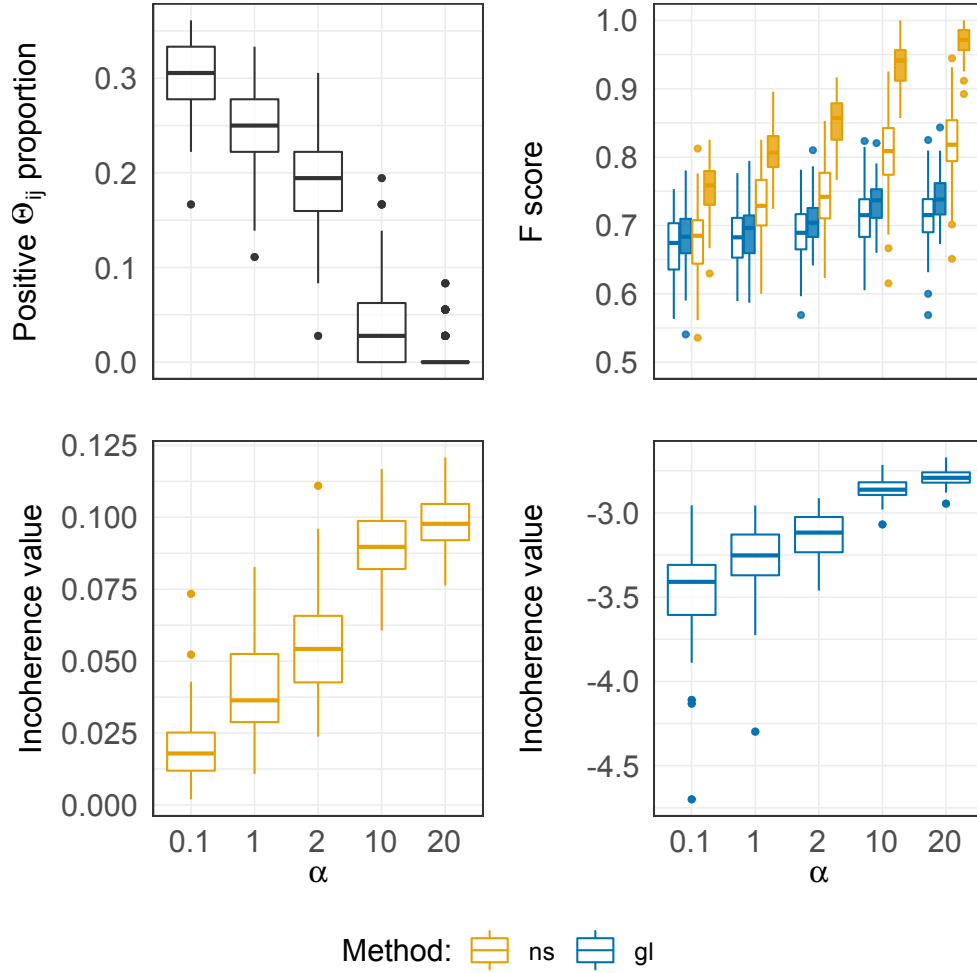 Positive Θij proportion
0.3
0.2
0.1
0.0
F score
1.0
0.9
0.8
0.7
0.6
0.5
Incoherence value
0.125
0.100
0.075
0.050
0.025
0.000
0.1 1 2 10 20
α
Incoherence value
-3.0
-3.5
-4.0
-4.5
0.1 1 2 10 20
α
Method: ns gl